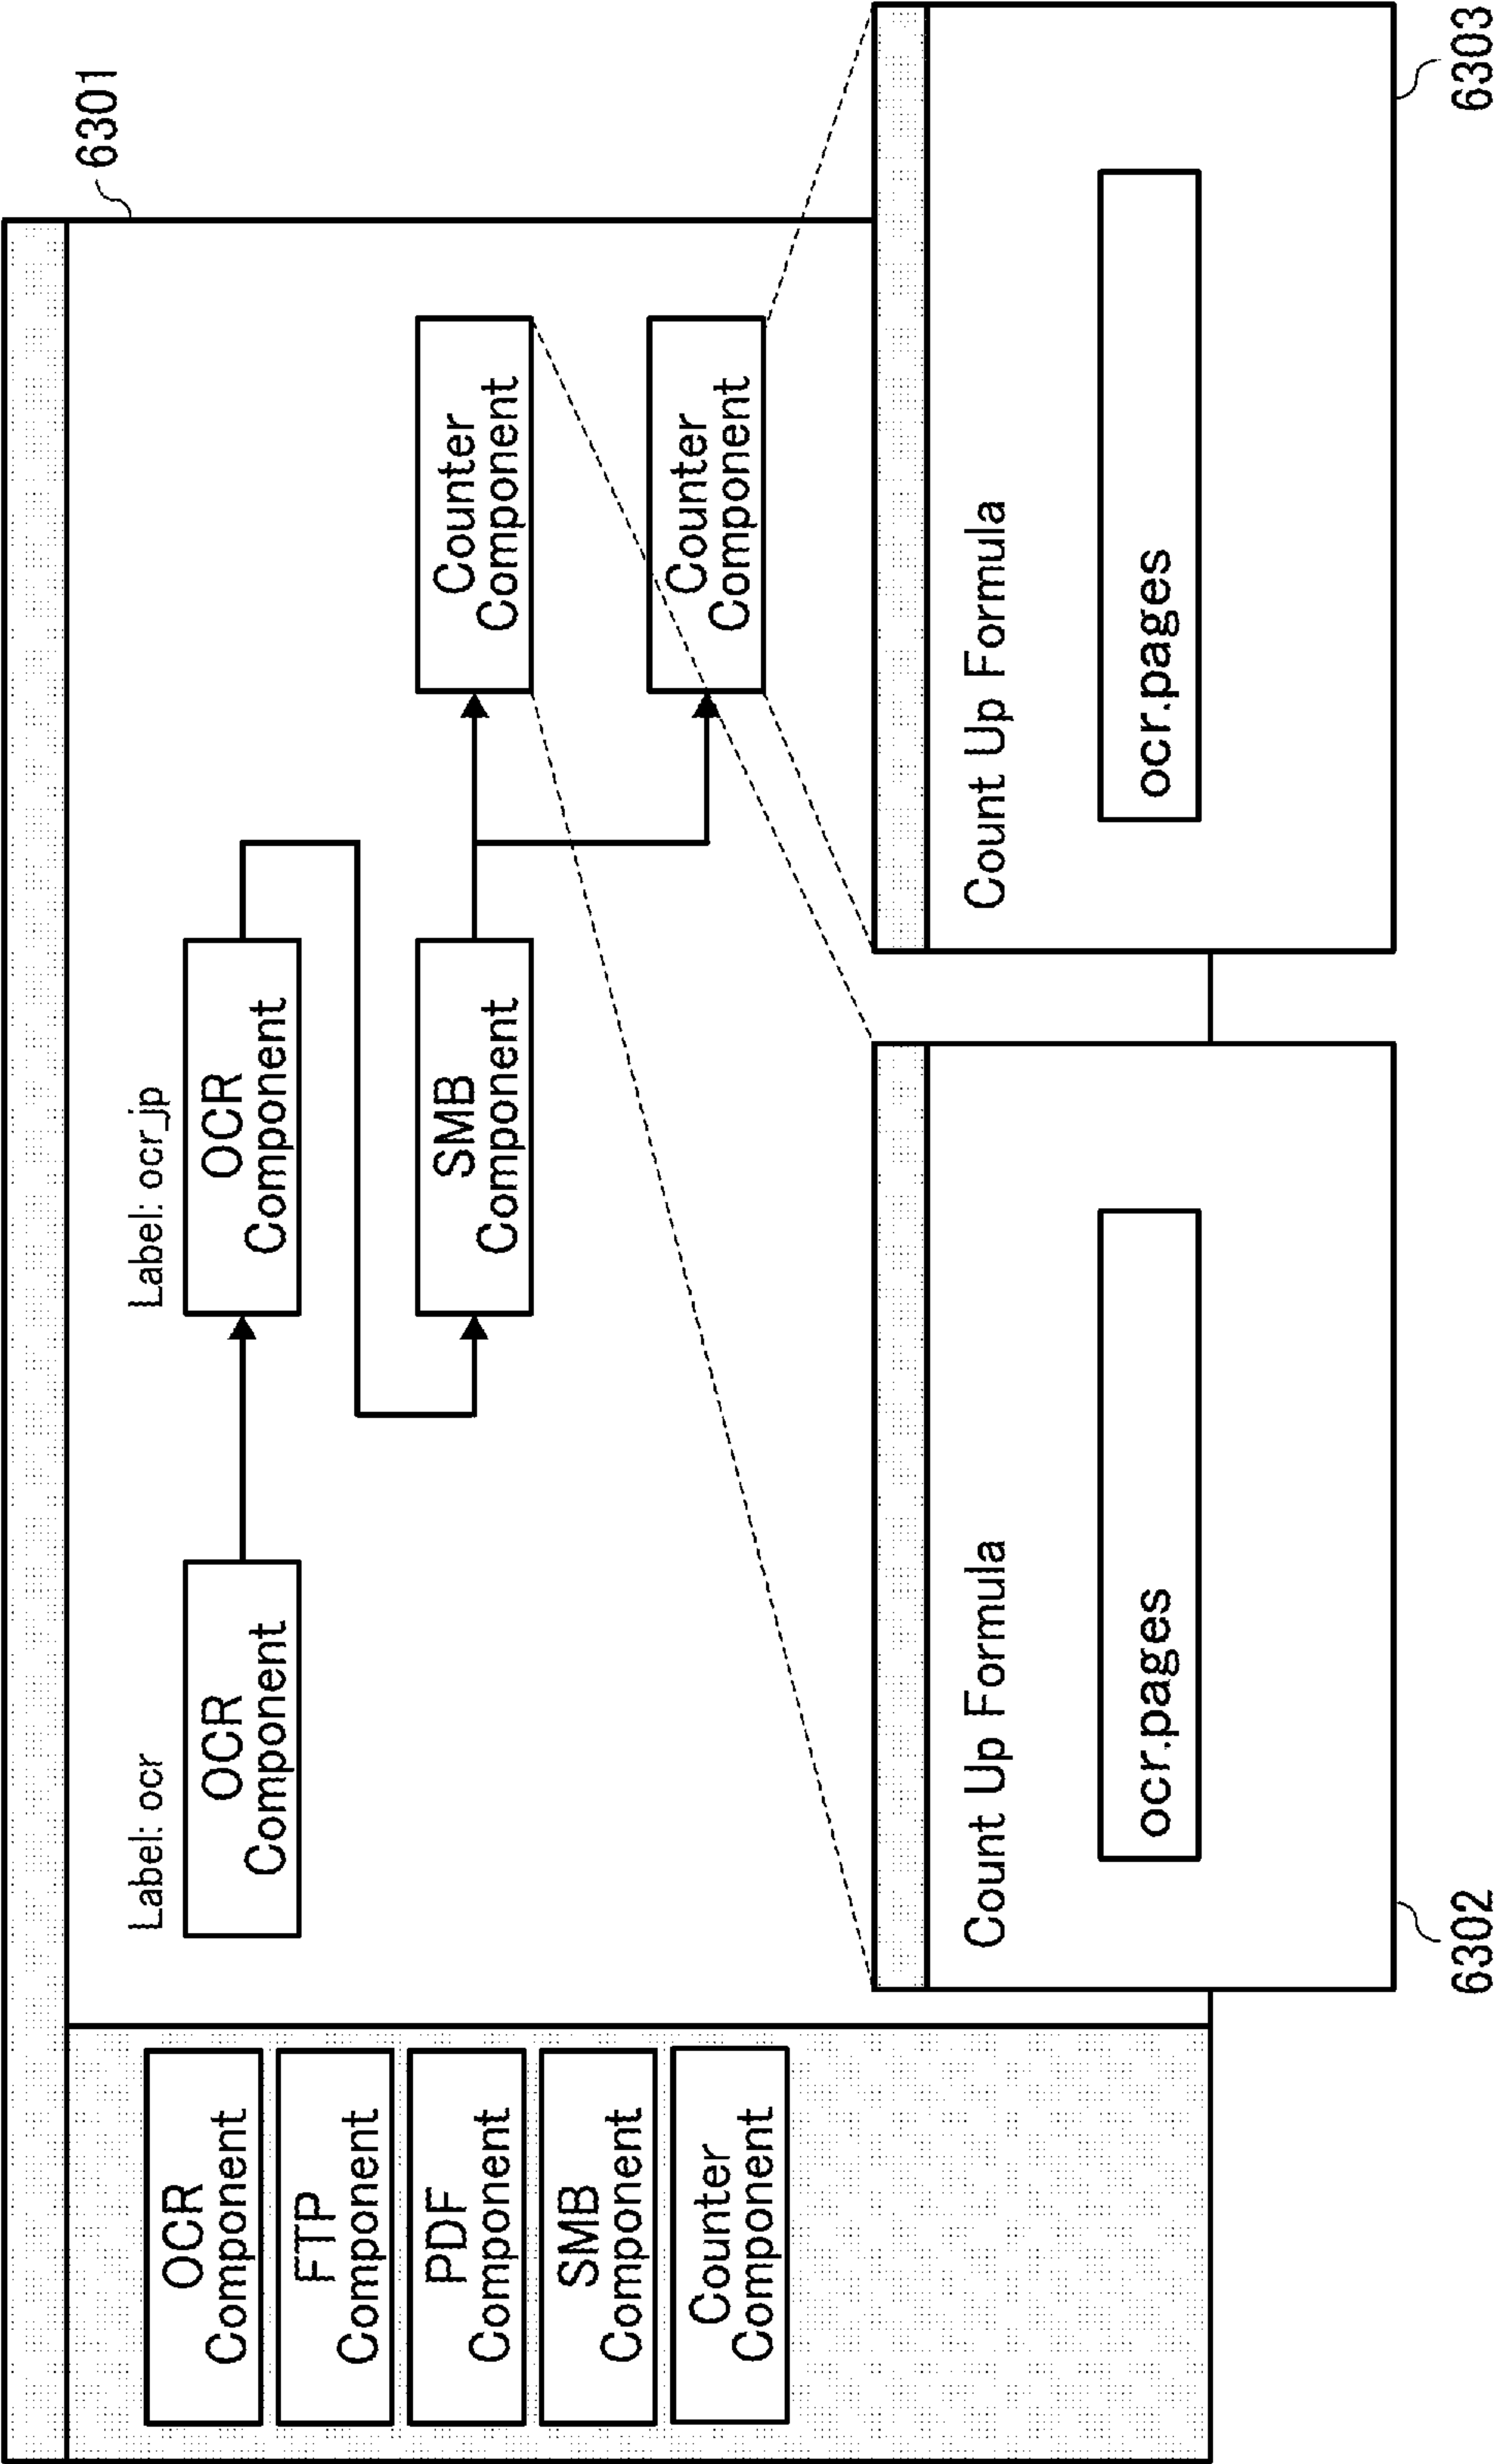 6301
OCR
Component
FTP
Component
PDF
Component
SMB
Component
Counter
Component
Label: ocr
OCR
Component
Label: ocr_jp
OCR
Component
SMB
Component
Counter
Component
Counter
Component
Count Up Formula
ocr.pages
6302
Count Up Formula
ocr.pages
6303